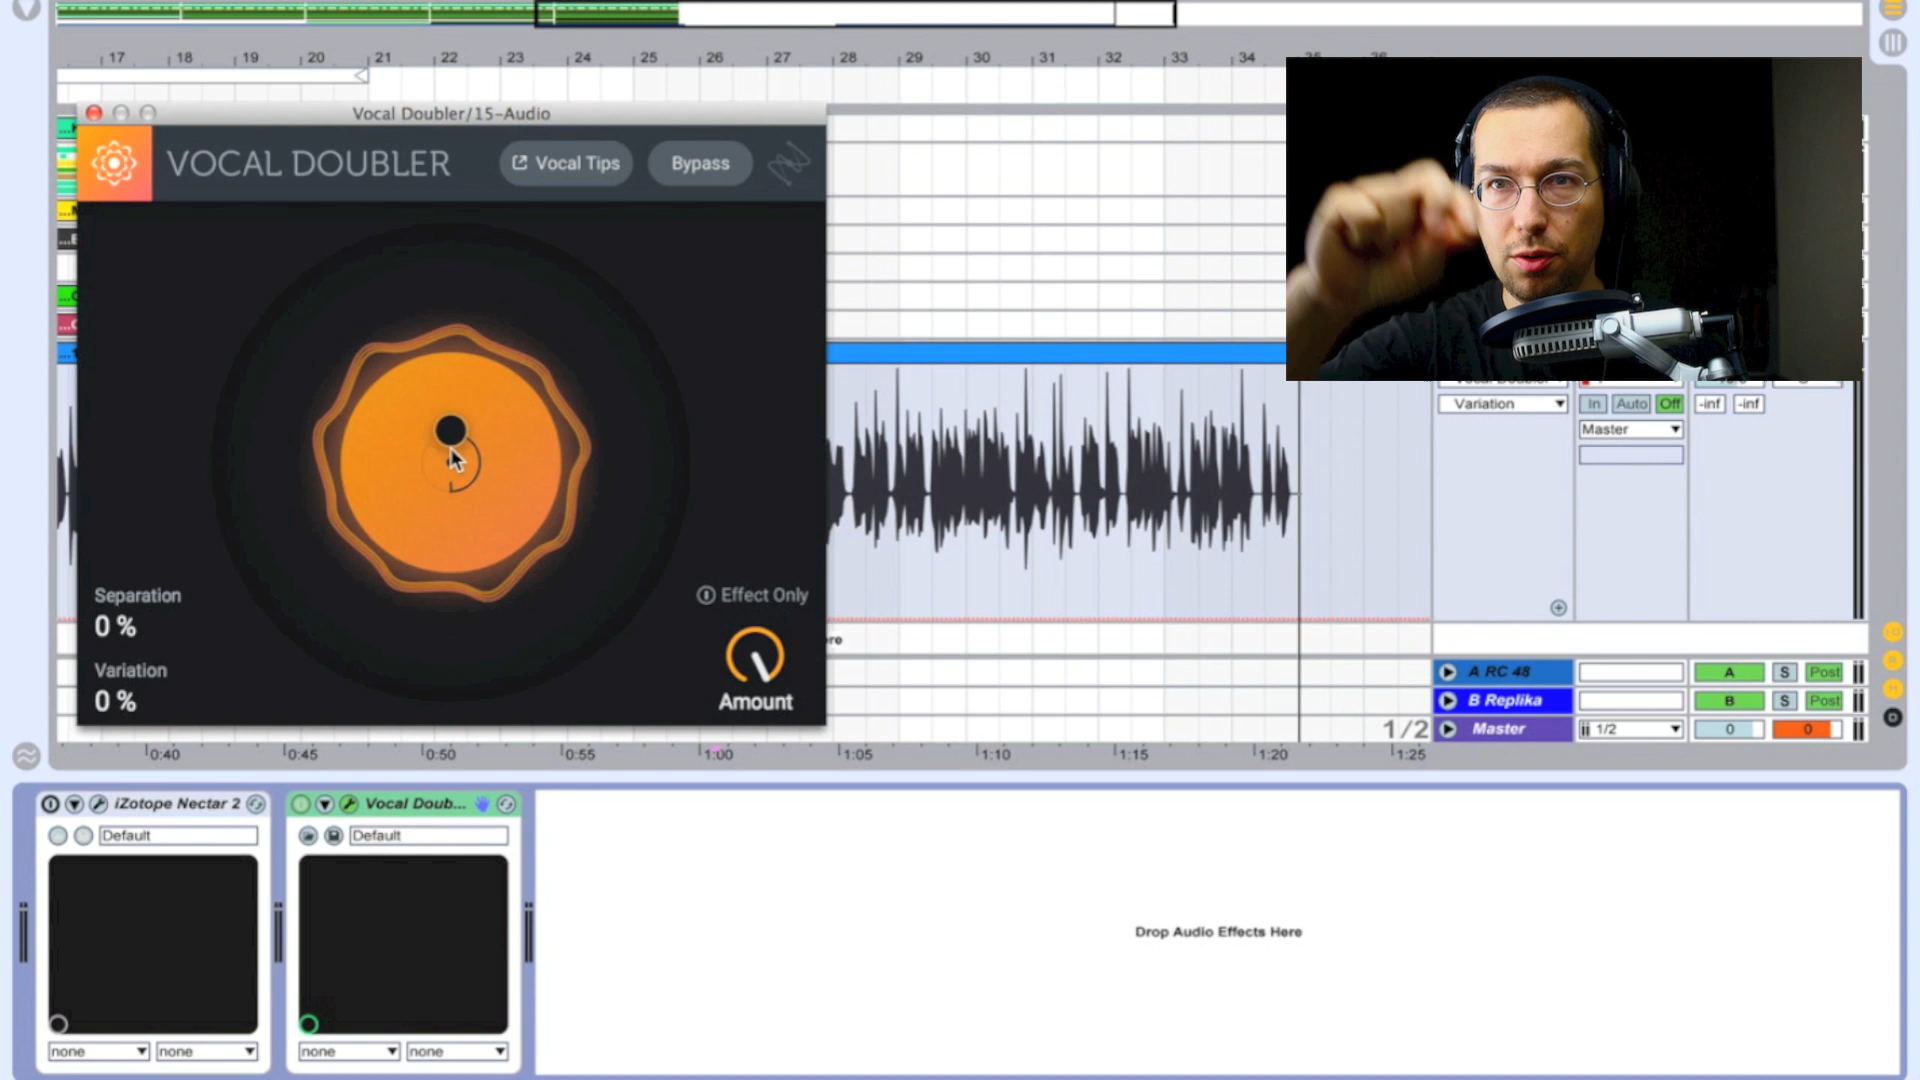 17 18 19 20 21 22 23 24 25 26 27 28 29 30 31 32 33 34
Vocal Doubler/15-Audio
VOCAL DOUBLER
Vocal Tips
Bypass
Variation
In Auto Off -inf -inf
Master
Separation
0 %
Effect Only
Variation
0 %
Amount
A RC 48 A S Post
B Replika B S Post
1/2 Master 1/2 0 0
0:40 0:45 0:50 0:55 1:00 1:05 1:10 1:15 1:20 1:25
iZotope Nectar 2
Vocal Doub...
Default
Default
Drop Audio Effects Here
none none
none none